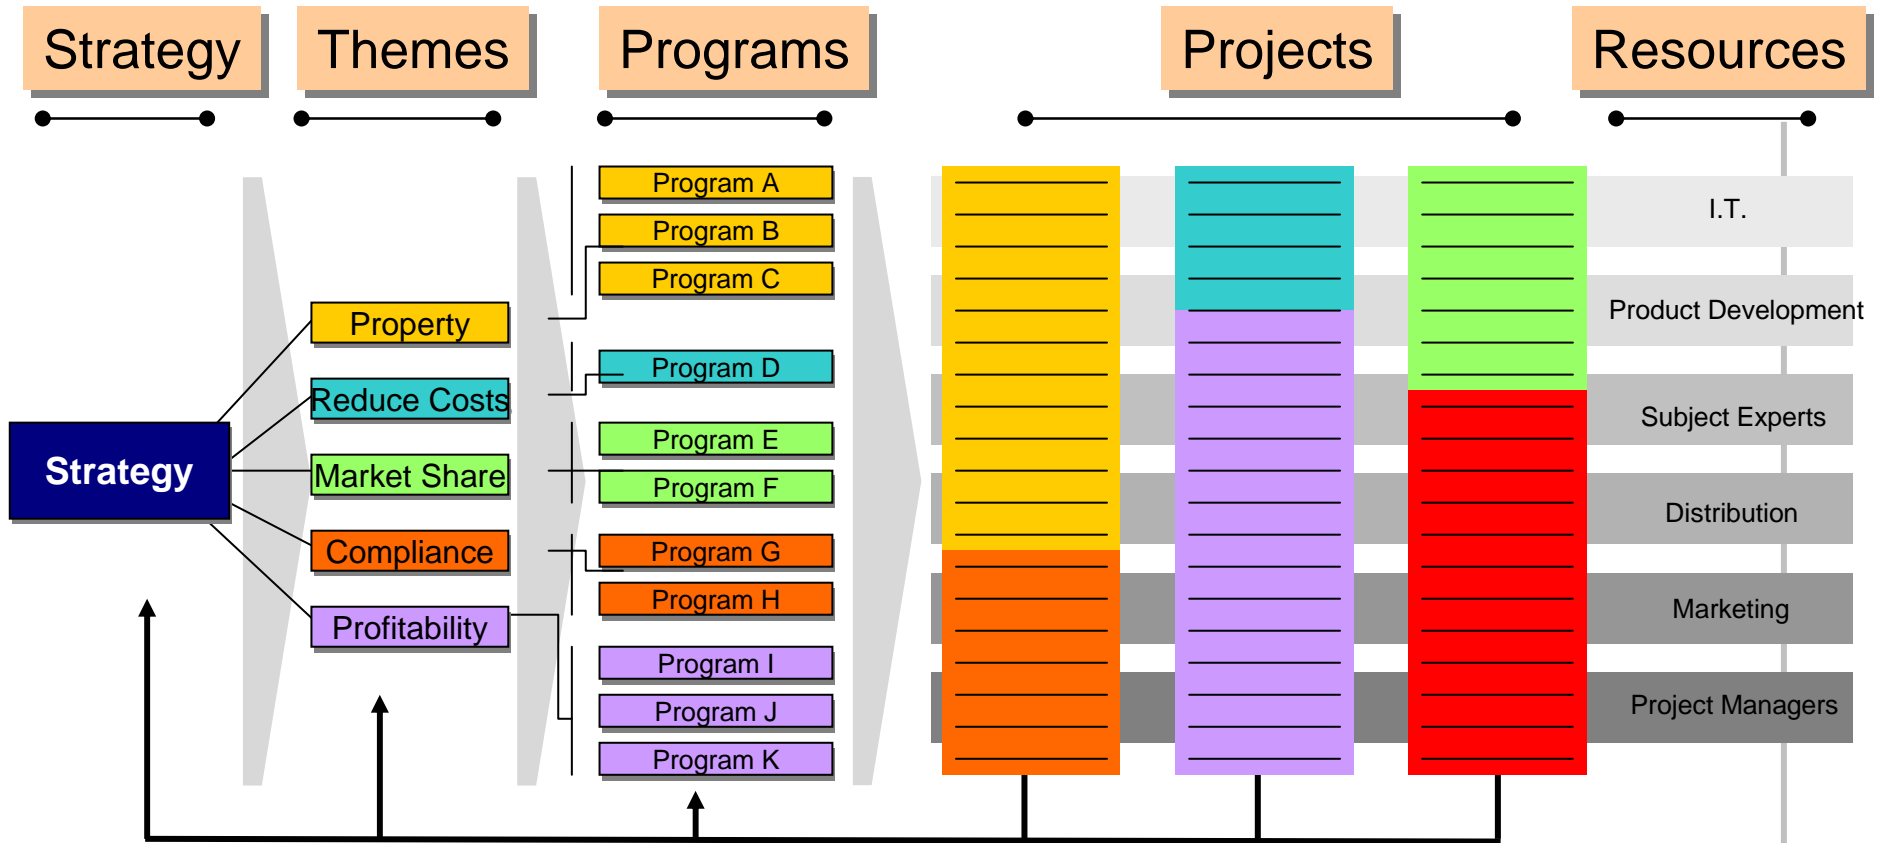 Strategy
Themes
Programs
Projects
Resources
Strategy
Property
Reduce Costs
Market Share
Compliance
Profitability
Program A
Program B
Program C
Program D
Program E
Program F
Program G
Program H
Program I
Program J
Program K
I.T.
Product Development
Subject Experts
Distribution
Marketing
Project Managers